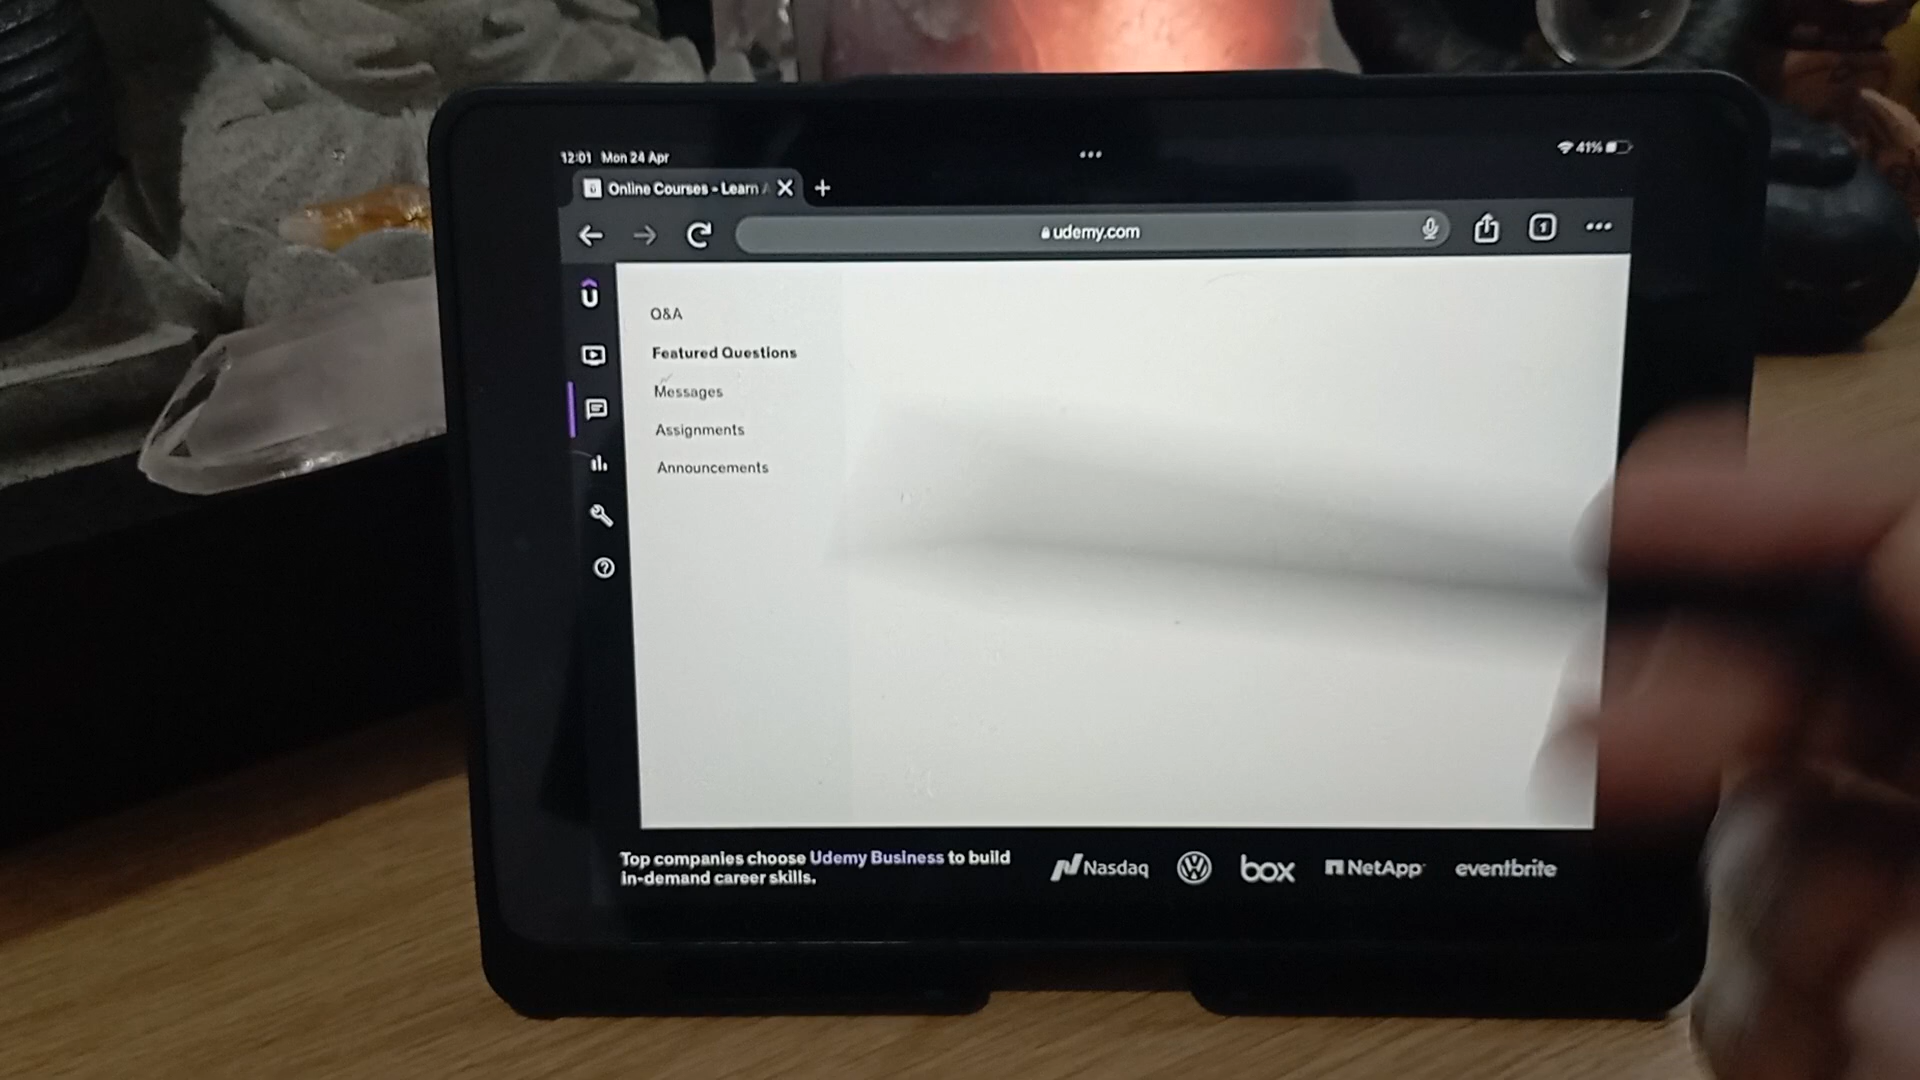 12:01 Mon 24 Apr
41%
Online Courses - Learn A
udemy.com
1
Q&A
Featured Questions
Messages
Assignments
Announcements
Top companies choose Udemy Business to build
in-demand career skills.
Nasdaq
box
NetApp
eventbrite